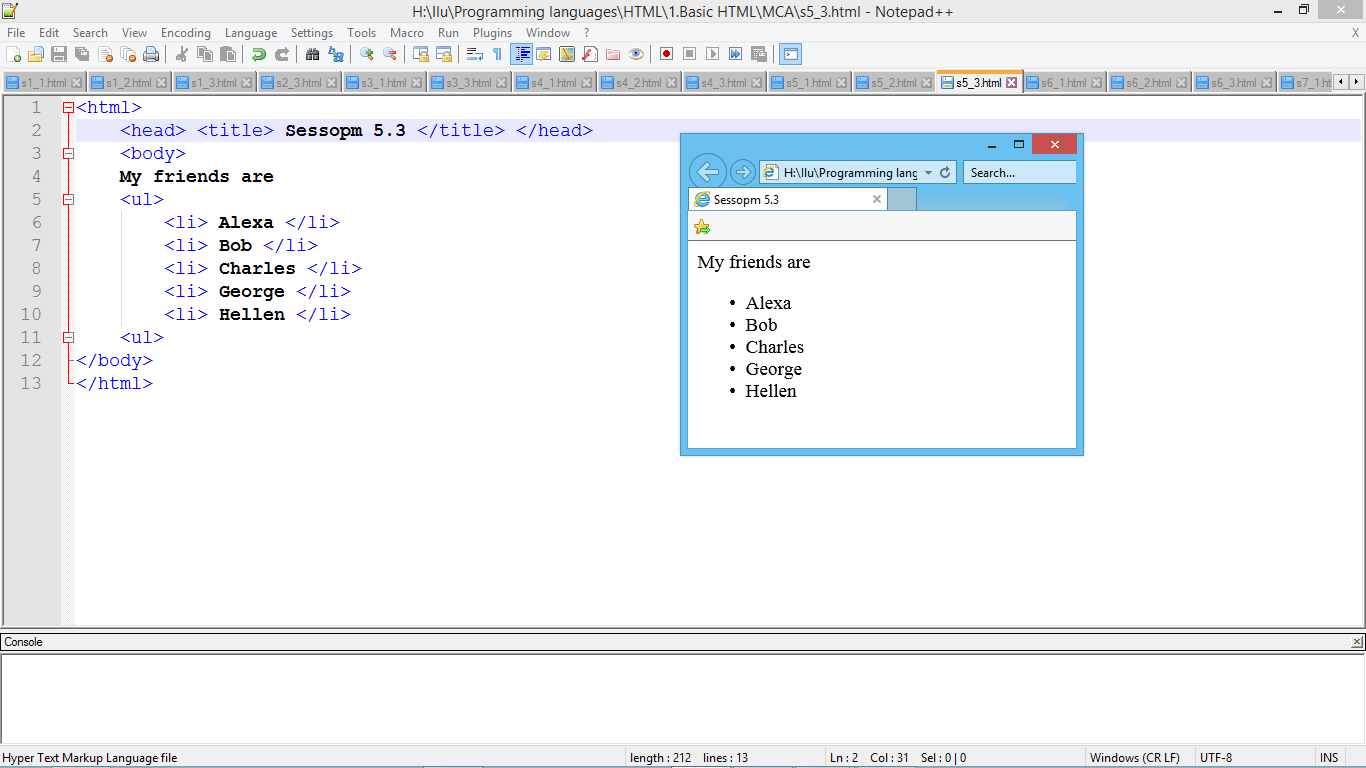 H:\Ilu\Programming languages\HTML\1.Basic HTML\MCA\s5_3.html - Notepad++
File Edit Search View Encoding Language Settings Tools Macro Run Plugins Window ? X
s1_1.html s1_2.html s1_3.html s2_3.html s3_1.html s3_3.html s4_1.html s4_2.html s4_3.html s5_1.html s5_2.html s5_3.html s6_1.html s6_2.html s6_3.html s7_1.ht
1 <html>
2 <head> <title> Sessopm 5.3 </title> </head>
3 <body>
4 My friends are
5 <ul>
6 <li> Alexa </li>
7 <li> Bob </li>
8 <li> Charles </li>
9 <li> George </li>
10 <li> Hellen </li>
11 <ul>
12 </body>
13 </html>
H:\Ilu\Programming lang Search...
Sessopm 5.3
My friends are
• Alexa
• Bob
• Charles
• George
• Hellen
Console
Hyper Text Markup Language file length : 212 lines : 13 Ln : 2 Col : 31 Sel : 0 | 0 Windows (CR LF) UTF-8 INS